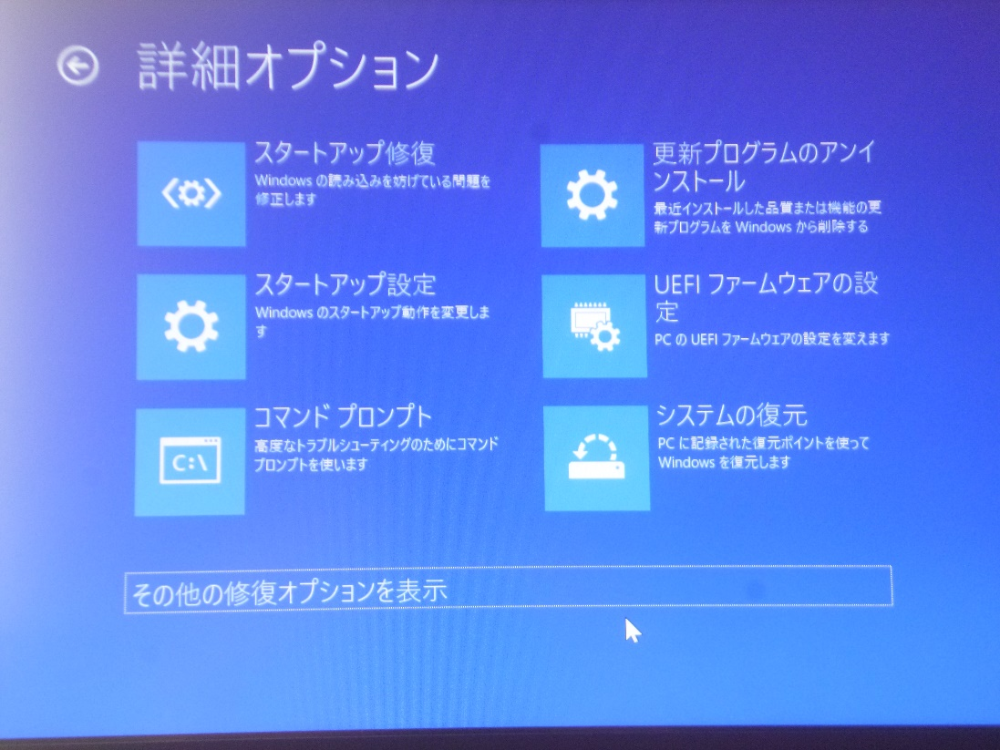 詳細オプション
スタートアップ修復
Windows の読み込みを妨げている問題を
修正します
更新プログラムのアンイ
ンストール
最近インストールした品質または機能の更
新プログラムを Windows から削除する
スタートアップ設定
Windows のスタートアップ動作を変更しま
す
UEFI ファームウェアの設
定
PC の UEFI ファームウェアの設定を変えます
コマンド プロンプト
高度なトラブルシューティングのためにコマンド
プロンプトを使います
C:\
システムの復元
PC に記録された復元ポイントを使って
Windows を復元します
その他の修復オプションを表示